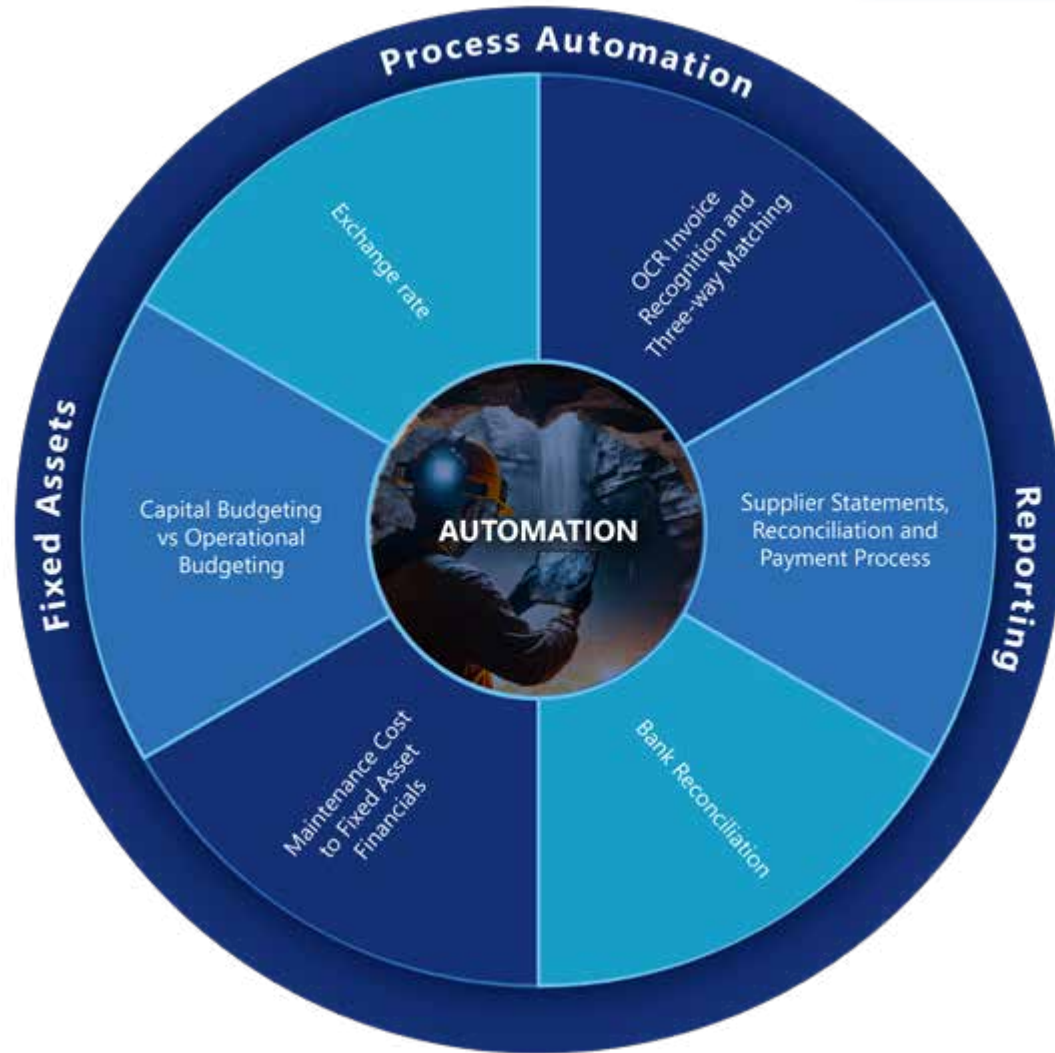 Process Automation
Exchange rate
OCR Invoice
Recognition and
Three-way Matching
Fixed Assets
Capital Budgeting
vs Operational
Budgeting
AUTOMATION
Supplier Statements,
Reconciliation and
Payment Process
Reporting
Maintenance Cost
to Fixed Asset
Financials
Bank Reconciliation